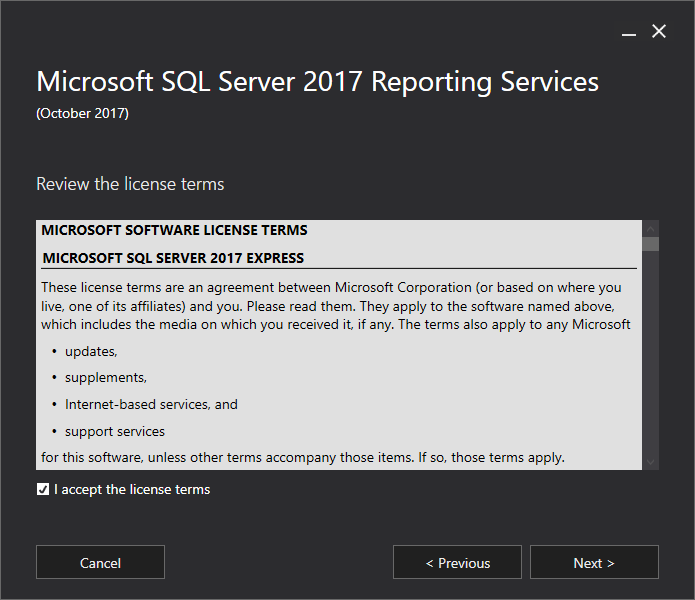 Microsoft SQL Server 2017 Reporting Services
(October 2017)
Review the license terms
MICROSOFT SOFTWARE LICENSE TERMS
MICROSOFT SQL SERVER 2017 EXPRESS
These license terms are an agreement between Microsoft Corporation (or based on where you
live, one of its affiliates) and you. Please read them. They apply to the software named above,
which includes the media on which you received it, if any. The terms also apply to any Microsoft
• updates,
• supplements,
• Internet-based services, and
• support services
for this software, unless other terms accompany those items. If so, those terms apply.
I accept the license terms
Cancel
< Previous
Next >